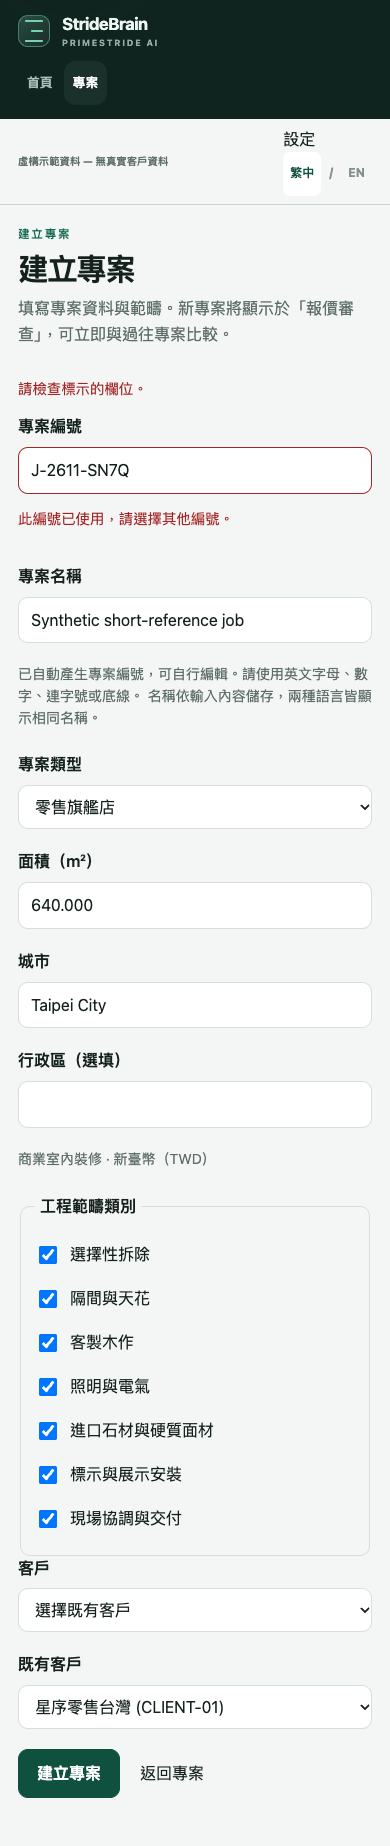 StrideBrain
PRIMESTRIDE AI
首頁 專案
虛構示範資料 — 無真實客戶資料
設定
繁中 / EN
建立專案
建立專案
填寫專案資料與範疇。新專案將顯示於「報價審
查」，可立即與過往專案比較。
請檢查標示的欄位。
專案編號
J-2611-SN7Q
此編號已使用，請選擇其他編號。
專案名稱
Synthetic short-reference job
已自動產生專案編號，可自行編輯。請使用英文字母、數
字、連字號或底線。 名稱依輸入內容儲存，兩種語言皆顯
示相同名稱。
專案類型
零售旗艦店
面積（m²）
640.000
城市
Taipei City
行政區（選填）
商業室內裝修 · 新臺幣（TWD）
工程範疇類別
選擇性拆除
隔間與天花
客製木作
照明與電氣
進口石材與硬質面材
標示與展示安裝
現場協調與交付
客戶
選擇既有客戶
既有客戶
星序零售台灣 (CLIENT-01)
建立專案 返回專案